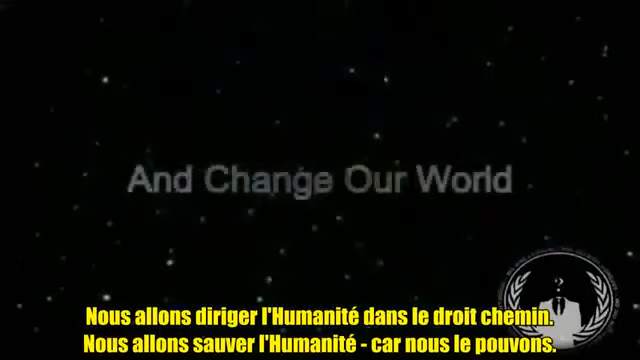 And Change Our World
?
Nous allons diriger l'Humanité dans le droit chemin.
Nous allons sauver l'Humanité - car nous le pouvons.